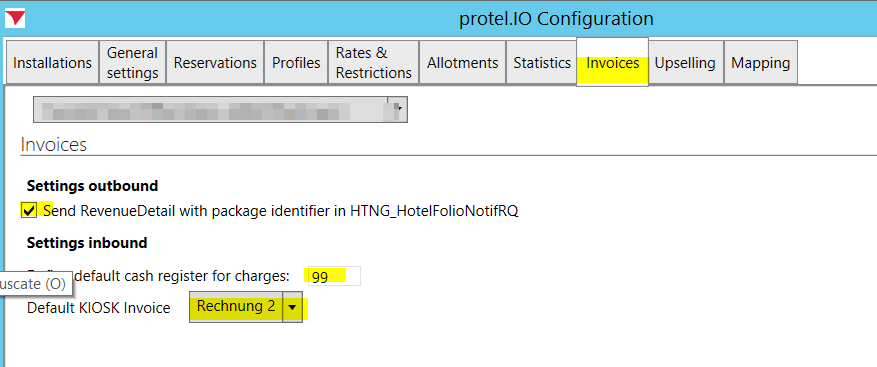 protel.IO Configuration
Installations
General settings
Reservations
Profiles
Rates & Restrictions
Allotments
Statistics
Invoices
Upselling
Mapping
Invoices
Settings outbound
Send RevenueDetail with package identifier in HTNG_HotelFolioNotifRQ
Settings inbound
default cash register for charges: 99
uscate (O)
Default KIOSK Invoice Rechnung 2